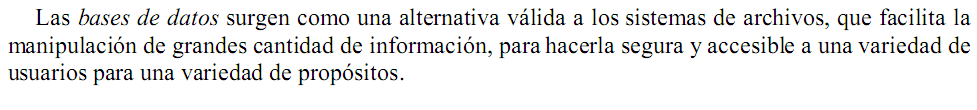 Las bases de datos surgen como una alternativa válida a los sistemas de archivos, que facilita la
manipulación de grandes cantidad de información, para hacerla segura y accesible a una variedad de
usuarios para una variedad de propósitos.